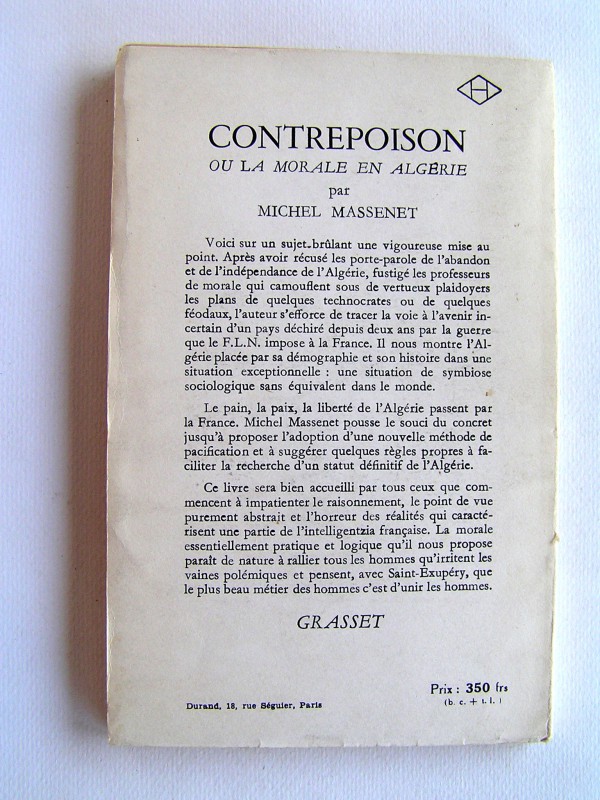 H
CONTREPOISON
OU LA MORALE EN ALGÉRIE
par
MICHEL MASSENET
Voici sur un sujet brûlant une vigoureuse mise au
point. Après avoir récusé les porte-parole de l'abandon
et de l'indépendance de l'Algérie, fustigé les professeurs
de morale qui camouflent sous de vertueux plaidoyers
les plans de quelques technocrates ou de quelques
féodaux, l'auteur s'efforce de tracer la voie à l'avenir in-
certain d'un pays déchiré depuis deux ans par la guerre
que le F.L.N. impose à la France. Il nous montre l'Al-
gérie placée par sa démographie et son histoire dans une
situation exceptionnelle : une situation de symbiose
sociologique sans équivalent dans le monde.
Le pain, la paix, la liberté de l'Algérie passent par
la France. Michel Massenet pousse le souci du concret
jusqu'à proposer l'adoption d'une nouvelle méthode de
pacification et à suggérer quelques règles propres à fa-
ciliter la recherche d'un statut définitif de l'Algérie.
Ce livre sera bien accueilli par tous ceux que com-
mencent à impatienter le raisonnement, le point de vue
purement abstrait et l'horreur des réalités qui caracté-
risent une partie de l'intelligentzia française. La morale
essentiellement pratique et logique qu'il nous propose
paraît de nature à rallier tous les hommes qu'irritent les
vaines polémiques et pensent, avec Saint-Exupéry, que
le plus beau métier des hommes c'est d'unir les hommes.
GRASSET
Prix : 350 frs
(b. c. + t. l. )
Durand, 18, rue Séguier, Paris